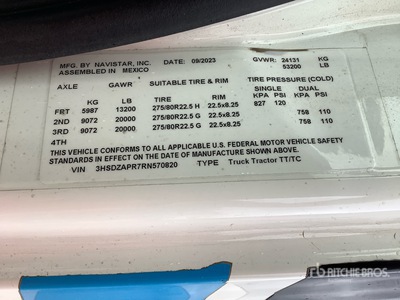 MFG. BY NAVISTAR, INC. DATE: 09/2023 GVWR: 24131 KG
ASSEMBLED IN MEXICO 53200 LB
AXLE GAWR SUITABLE TIRE & RIM TIRE PRESSURE (COLD)
SINGLE DUAL
KG LB TIRE RIM KPA PSI KPA PSI
FRT 5987 13200 275/80R22.5 H 22.5x8.25 827 120
2ND 9072 20000 275/80R22.5 G 22.5x8.25 758 110
3RD 9072 20000 275/80R22.5 G 22.5x8.25 758 110
4TH
THIS VEHICLE CONFORMS TO ALL APPLICABLE U.S. FEDERAL MOTOR VEHICLE SAFETY
STANDARDS IN EFFECT ON THE DATE OF MANUFACTURE SHOWN ABOVE.
VIN 3HSDZAPR7RN570820 TYPE Truck Tractor TT/TC
rb Ritchie Bros